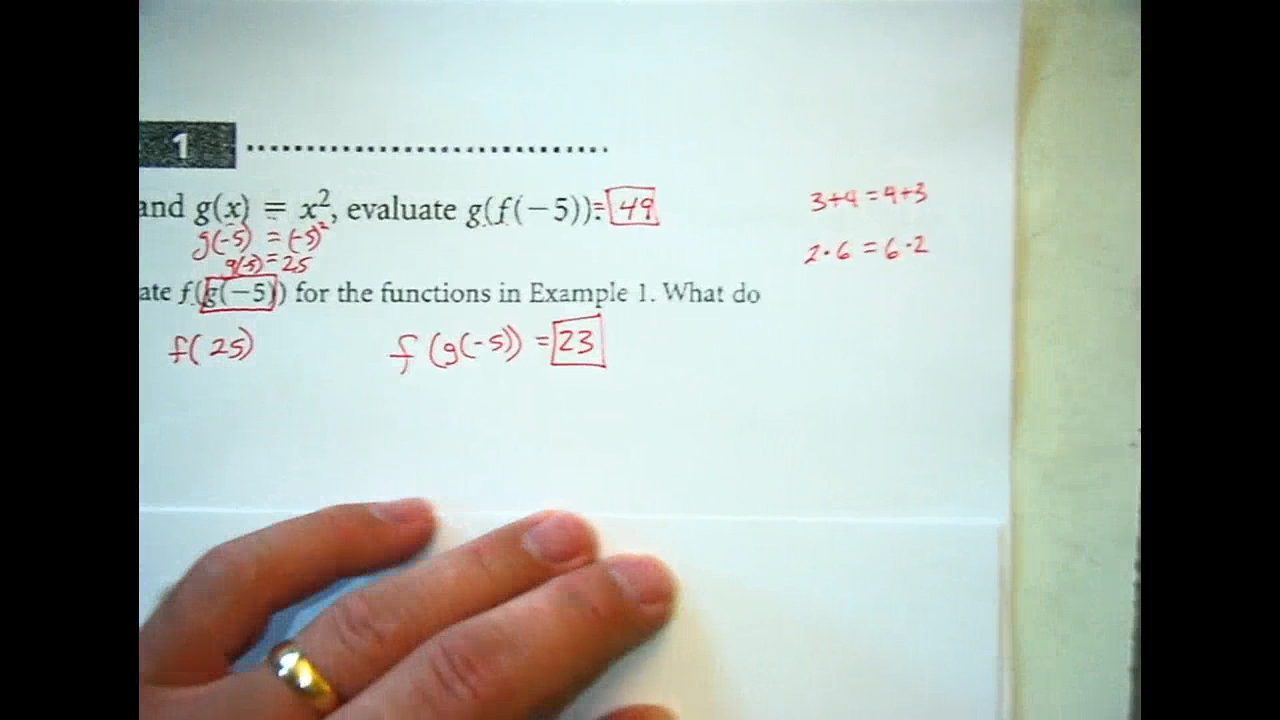 1
and g(x) = x², evaluate g(f(−5)). = 49
3+4 = 4+3
g(-5) = (-5)²
g(-5) = 25
2·6 = 6·2
ate f(g(−5)) for the functions in Example 1. What do
f(25)
f(g(-5)) = 23